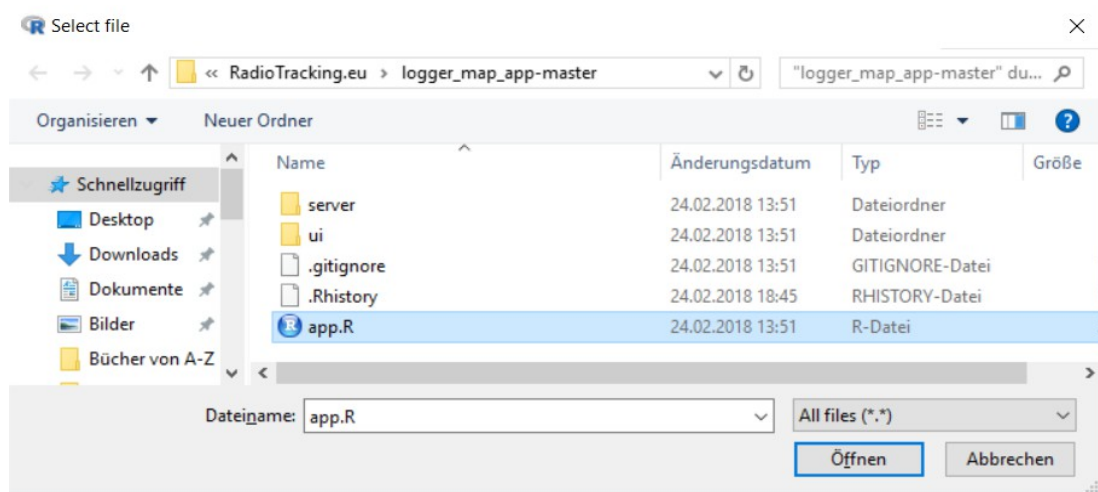 Select file
« RadioTracking.eu › logger_map_app-master
"logger_map_app-master" du...
Organisieren
Neuer Ordner
Name Änderungsdatum Typ Größe
Schnellzugriff
Desktop
Downloads
Dokumente
Bilder
Bücher von A-Z
server 24.02.2018 13:51 Dateiordner
ui 24.02.2018 13:51 Dateiordner
.gitignore 24.02.2018 13:51 GITIGNORE-Datei
.Rhistory 24.02.2018 18:45 RHISTORY-Datei
app.R 24.02.2018 13:51 R-Datei
Dateiname: app.R All files (*.*)
Öffnen Abbrechen